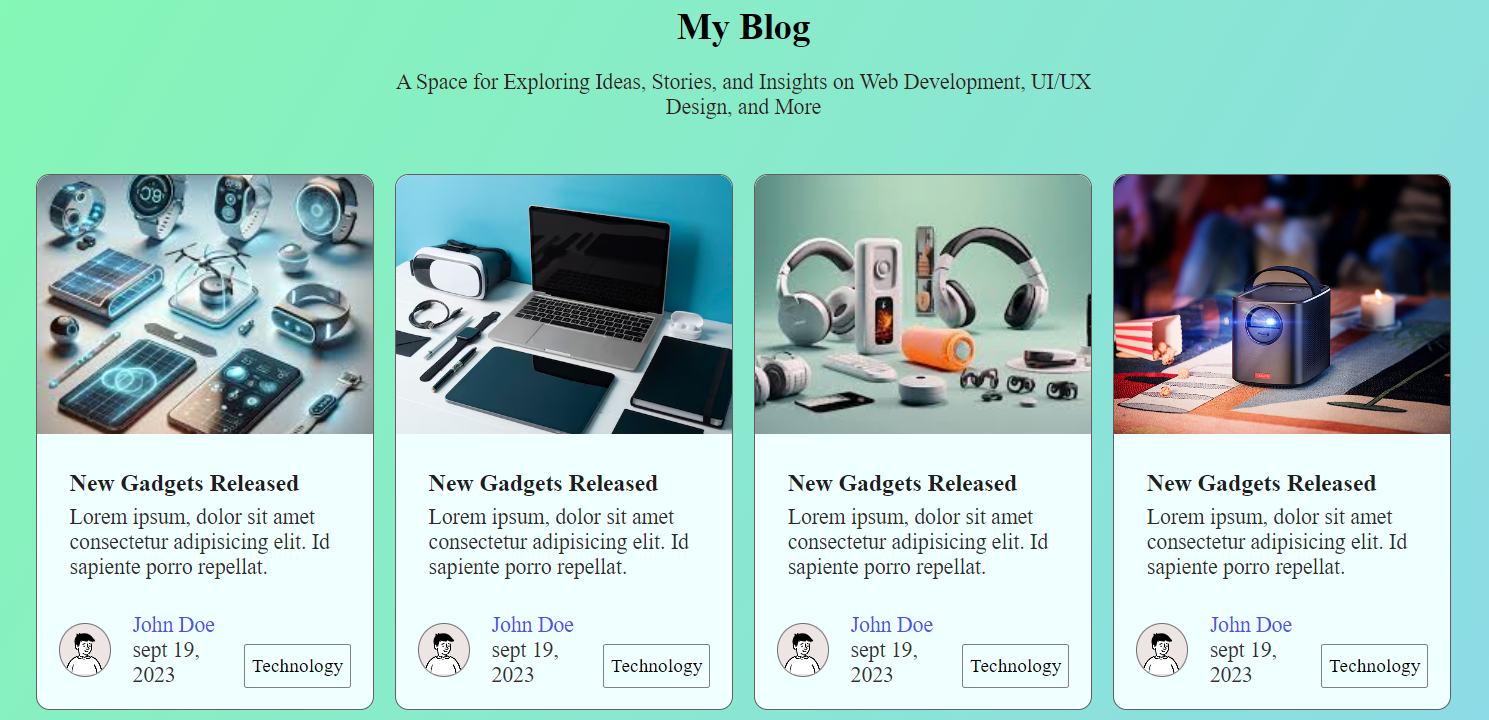 My Blog
A Space for Exploring Ideas, Stories, and Insights on Web Development, UI/UX
Design, and More
New Gadgets Released
Lorem ipsum, dolor sit amet
consectetur adipisicing elit. Id
sapiente porro repellat.
John Doe
sept 19,
2023
Technology
New Gadgets Released
Lorem ipsum, dolor sit amet
consectetur adipisicing elit. Id
sapiente porro repellat.
John Doe
sept 19,
2023
Technology
New Gadgets Released
Lorem ipsum, dolor sit amet
consectetur adipisicing elit. Id
sapiente porro repellat.
John Doe
sept 19,
2023
Technology
New Gadgets Released
Lorem ipsum, dolor sit amet
consectetur adipisicing elit. Id
sapiente porro repellat.
John Doe
sept 19,
2023
Technology